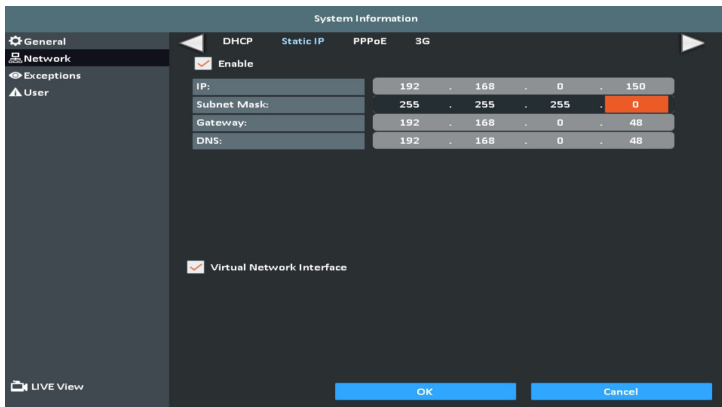 System Information
General
Network
Exceptions
User
DHCP Static IP PPPoE 3G
Enable
IP: 192 . 168 . 0 . 150
Subnet Mask: 255 . 255 . 255 . 0
Gateway: 192 . 168 . 0 . 48
DNS: 192 . 168 . 0 . 48
Virtual Network Interface
LIVE View
OK Cancel